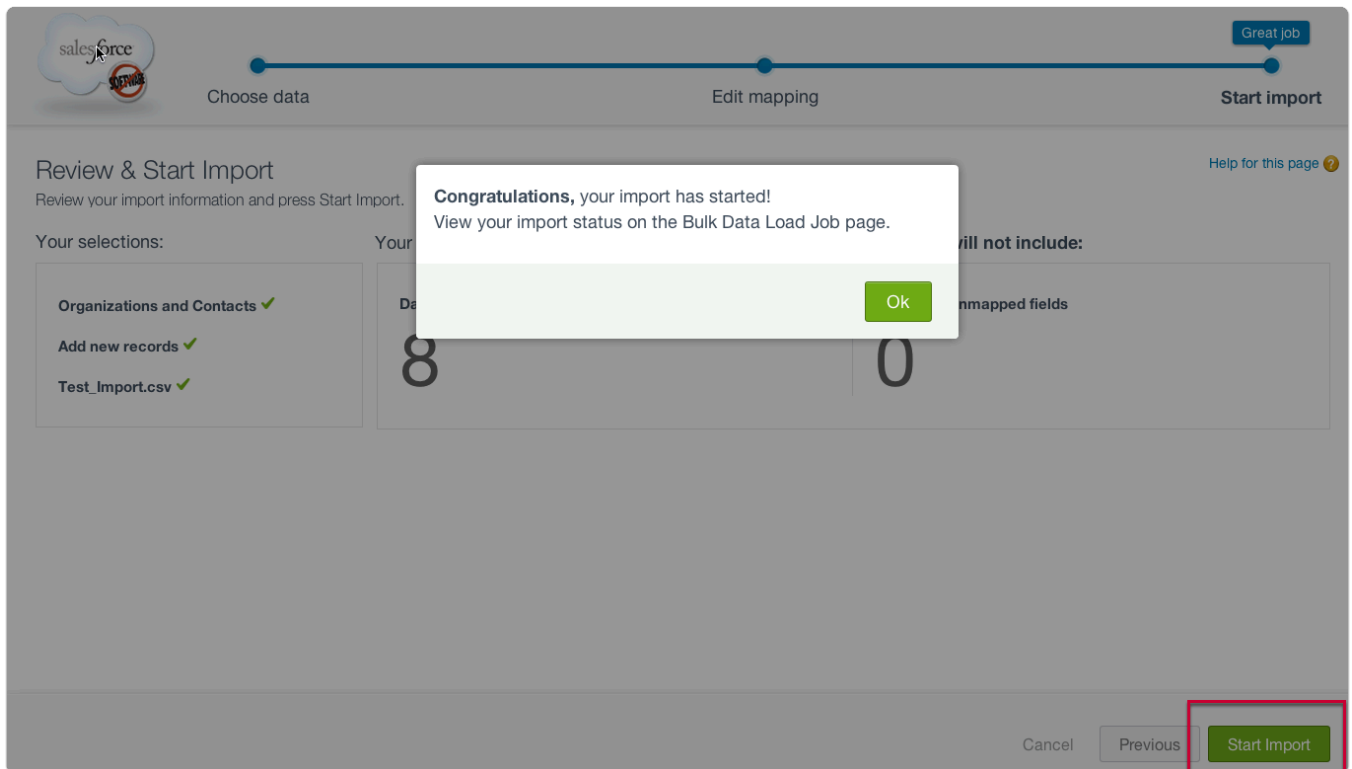 salesforce
SOFTWARE
Great job
Choose data
Edit mapping
Start import
Review & Start Import
Help for this page ?
Review your import information and press Start Import.
Congratulations, your import has started!
View your import status on the Bulk Data Load Job page.
Ok
Your selections:
Your
will not include:
Organizations and Contacts
Add new records
Test_Import.csv
Da
8
nmapped fields
0
Cancel
Previous
Start Import